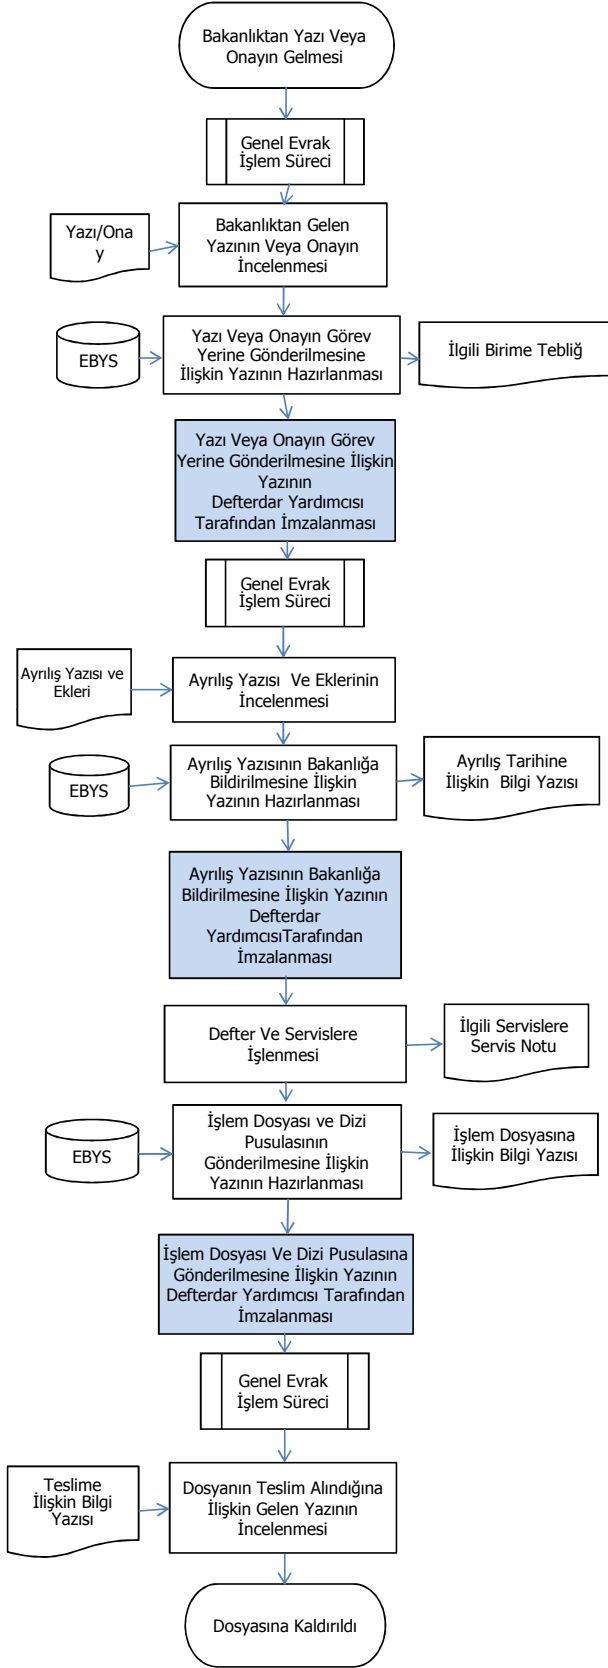 Bakanlıktan Yazı Veya
Onayın Gelmesi
Genel Evrak
İşlem Süreci
Yazı/Ona
y
Bakanlıktan Gelen
Yazının Veya Onayın
İncelenmesi
EBYS
Yazı Veya Onayın Görev
Yerine Gönderilmesine
İlişkin Yazının Hazırlanması
İlgili Birime Tebliğ
Yazı Veya Onayın Görev
Yerine Gönderilmesine İlişkin
Yazının
Defterdar Yardımcısı
Tarafından İmzalanması
Genel Evrak
İşlem Süreci
Ayrılış Yazısı ve
Ekleri
Ayrılış Yazısı  Ve Eklerinin
İncelenmesi
EBYS
Ayrılış Yazısının Bakanlığa
Bildirilmesine İlişkin
Yazının Hazırlanması
Ayrılış Tarihine
İlişkin  Bilgi Yazısı
Ayrılış Yazısının Bakanlığa
Bildirilmesine İlişkin Yazının
Defterdar
YardımcısıTarafından
İmzalanması
Defter Ve Servislere
İşlenmesi
İlgili Servislere
Servis Notu
EBYS
İşlem Dosyası ve Dizi
Pusulasının
Gönderilmesine İlişkin
Yazının Hazırlanması
İşlem Dosyasına
İlişkin Bilgi Yazısı
İşlem Dosyası Ve Dizi Pusulasına
Gönderilmesine İlişkin Yazının
Defterdar Yardımcısı Tarafından
İmzalanması
Genel Evrak
İşlem Süreci
Teslime
İlişkin Bilgi
Yazısı
Dosyanın Teslim Alındığına
İlişkin Gelen Yazının
İncelenmesi
Dosyasına Kaldırıldı